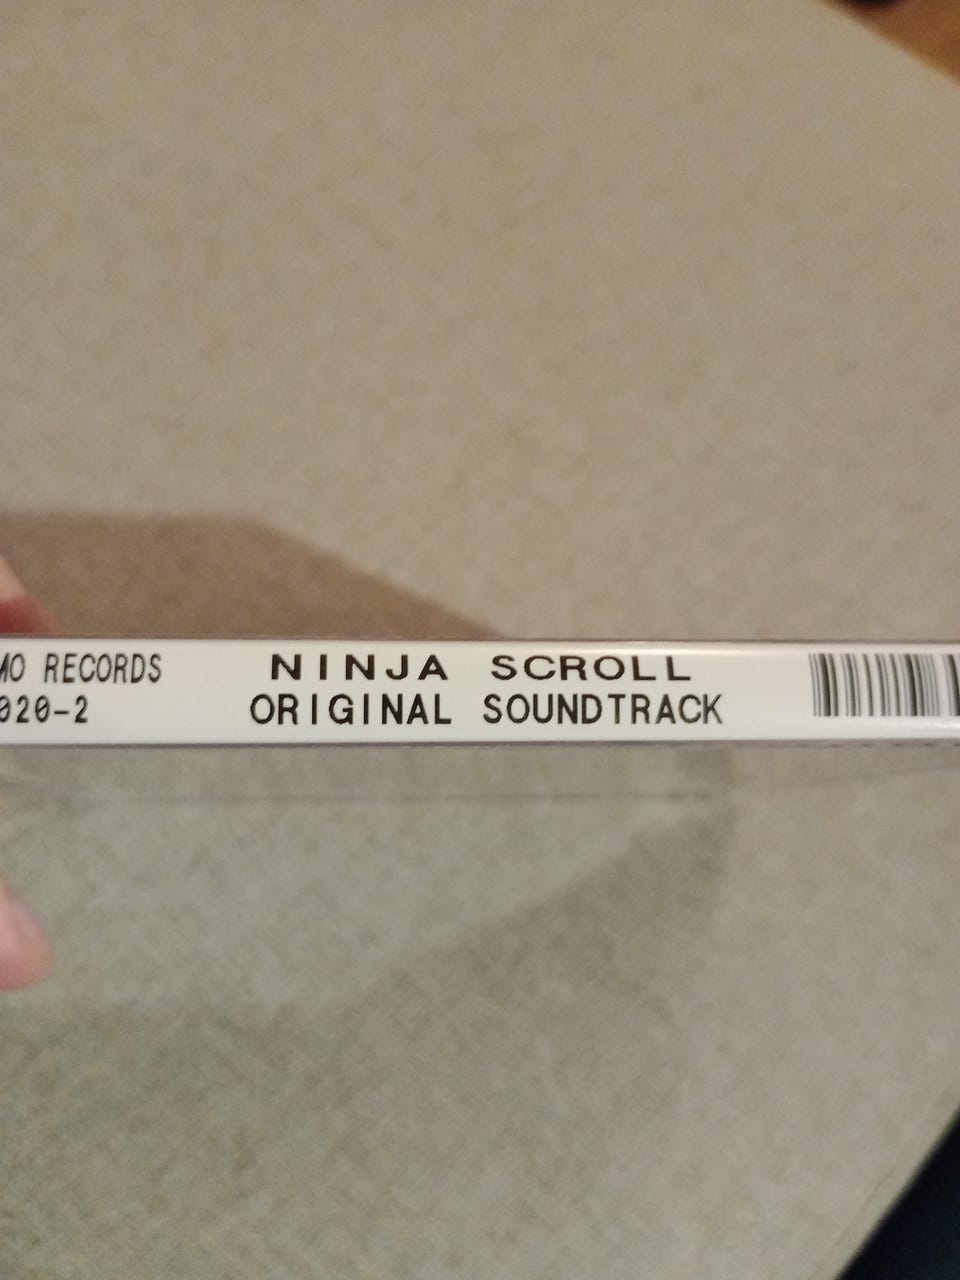 MO RECORDS NINJA SCROLL
020-2 ORIGINAL SOUNDTRACK